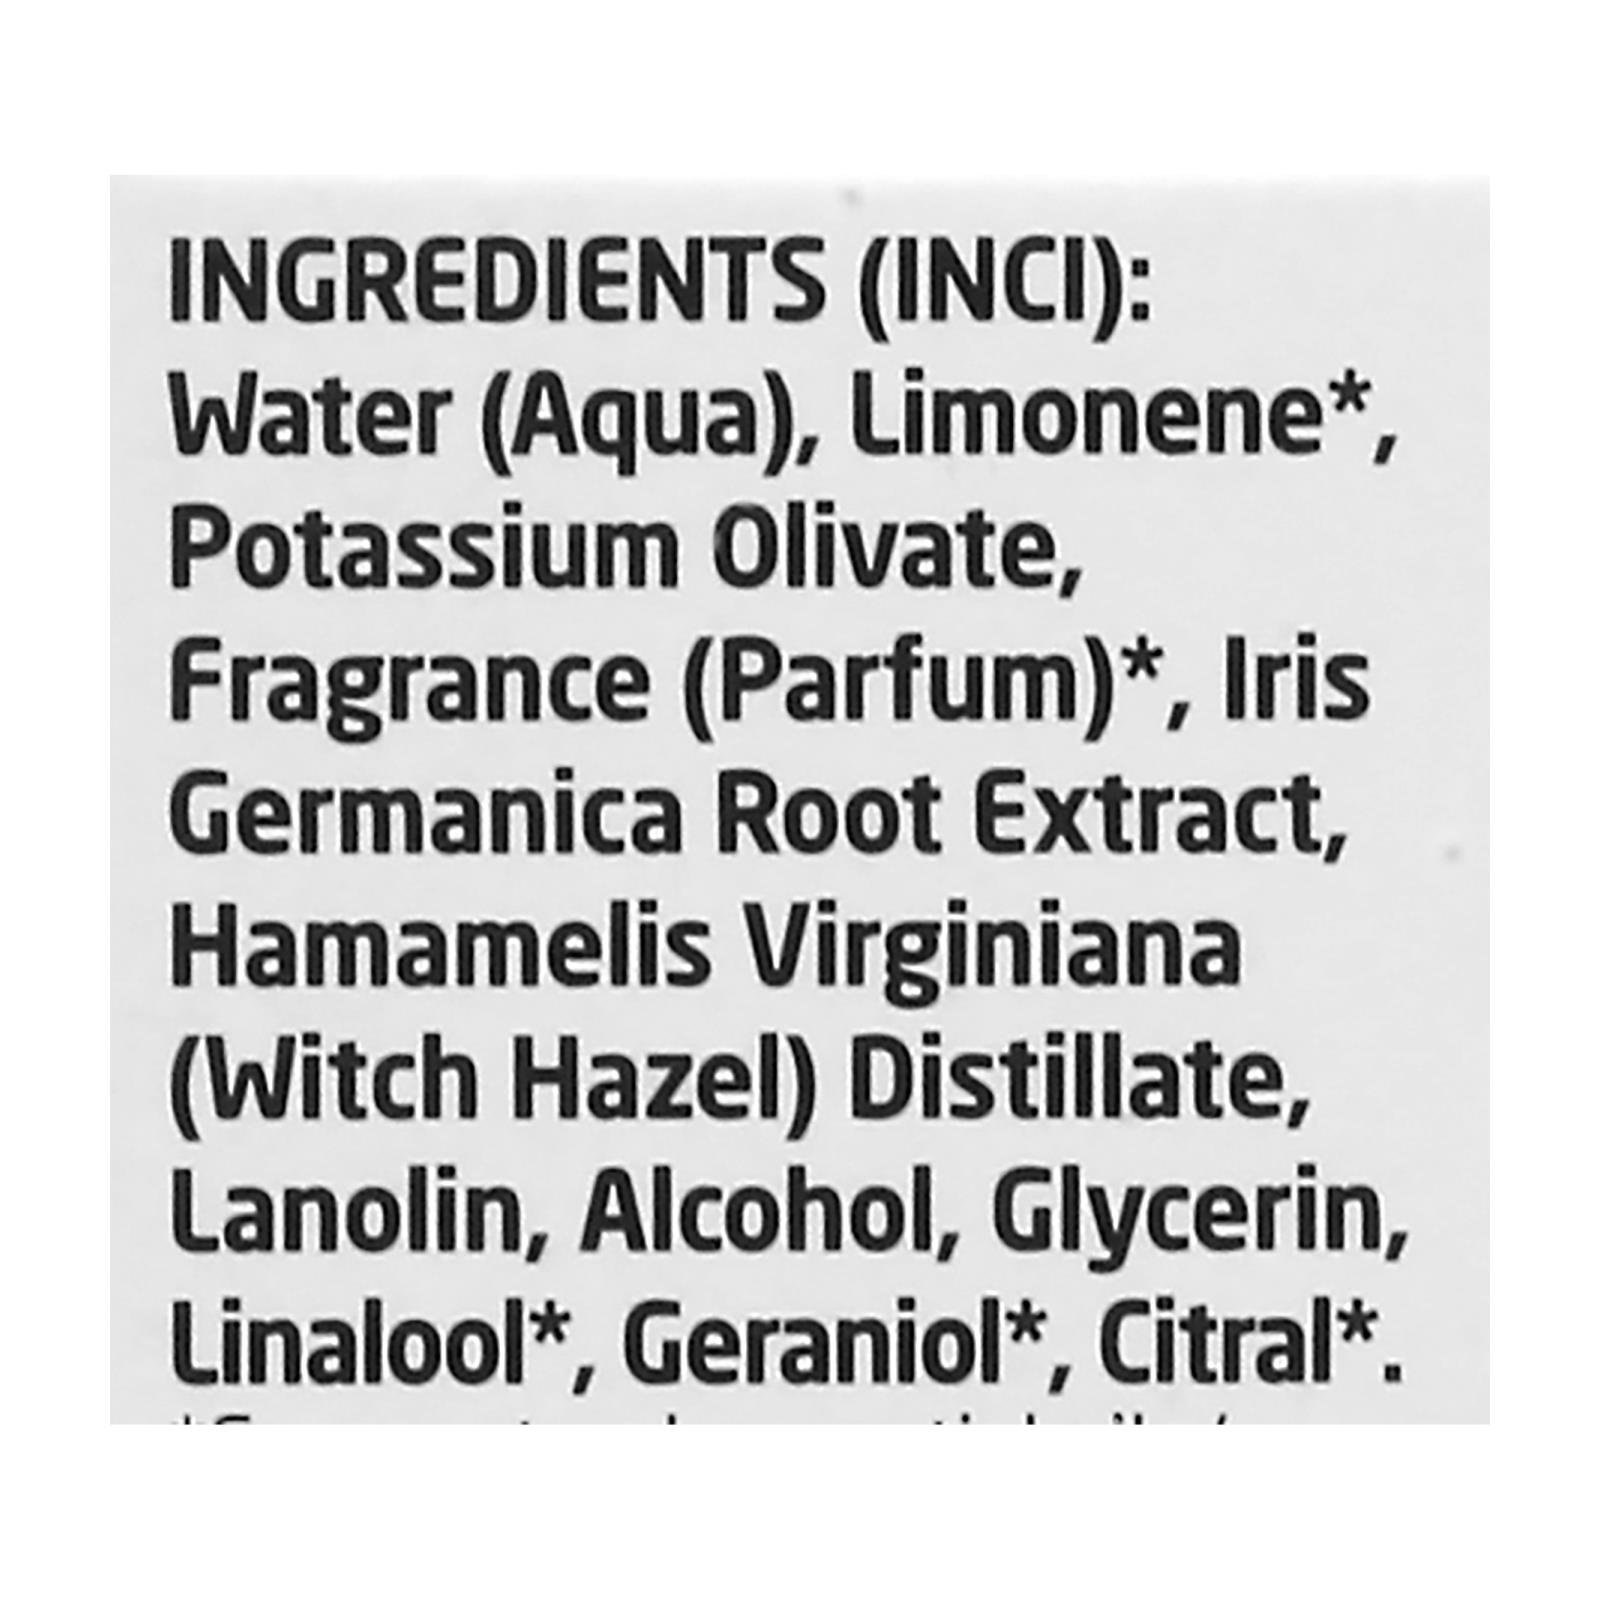 INGREDIENTS (INCI):
Water (Aqua), Limonene*,
Potassium Olivate,
Fragrance (Parfum)*, Iris
Germanica Root Extract,
Hamamelis Virginiana
(Witch Hazel) Distillate,
Lanolin, Alcohol, Glycerin,
Linalool*, Geraniol*, Citral*.